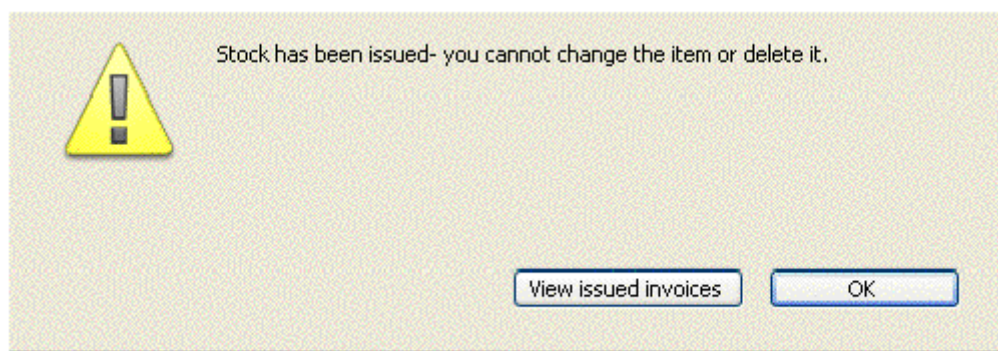 Stock has been issued- you cannot change the item or delete it.
View issued invoices
OK